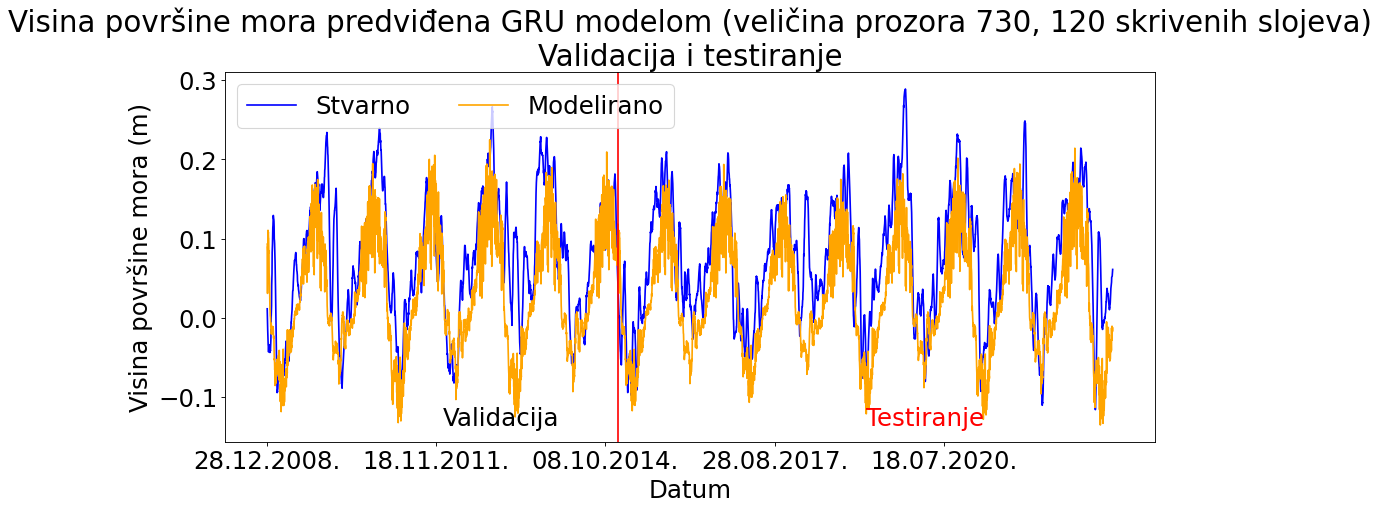 Visina površine mora predviđena GRU modelom (veličina prozora 730, 120 skrivenih slojeva)
Validacija i testiranje
Stvarno
Modelirano
Visina površine mora (m)
0.3
0.2
0.1
0.0
−0.1
Validacija
Testiranje
28.12.2008.
18.11.2011.
08.10.2014.
28.08.2017.
18.07.2020.
Datum